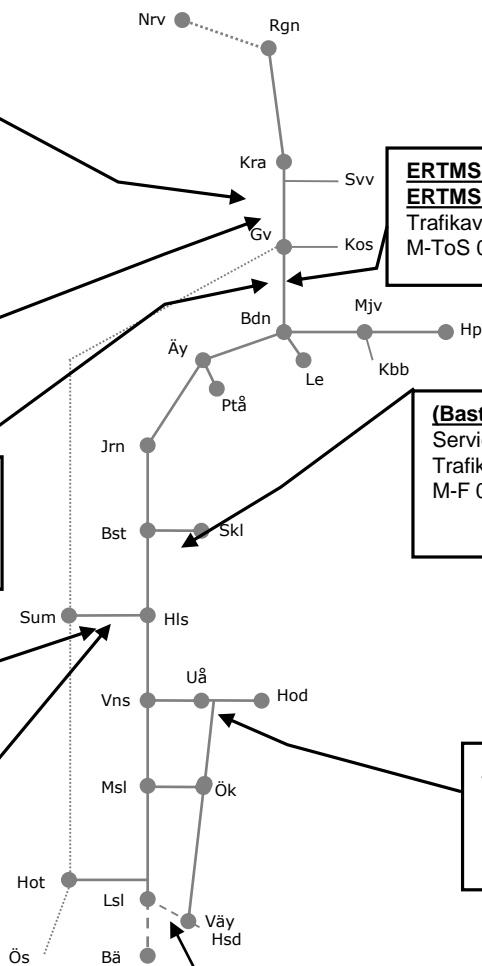 Nrv
Rgn
Kra
Svv
ERTMS
ERTMS
Trafikav
M-ToS 0
Gv
Kos
Bdn
Mjv
Hp
Äy
Le
Kbb
Ptå
Jrn
(Bast
Servic
Trafik
M-F 0
Bst
Skl
Sum
Hls
Uå
Vns
Hod
Msl
Ök
Hot
Lsl
Väy
Hsd
Ös
Bä